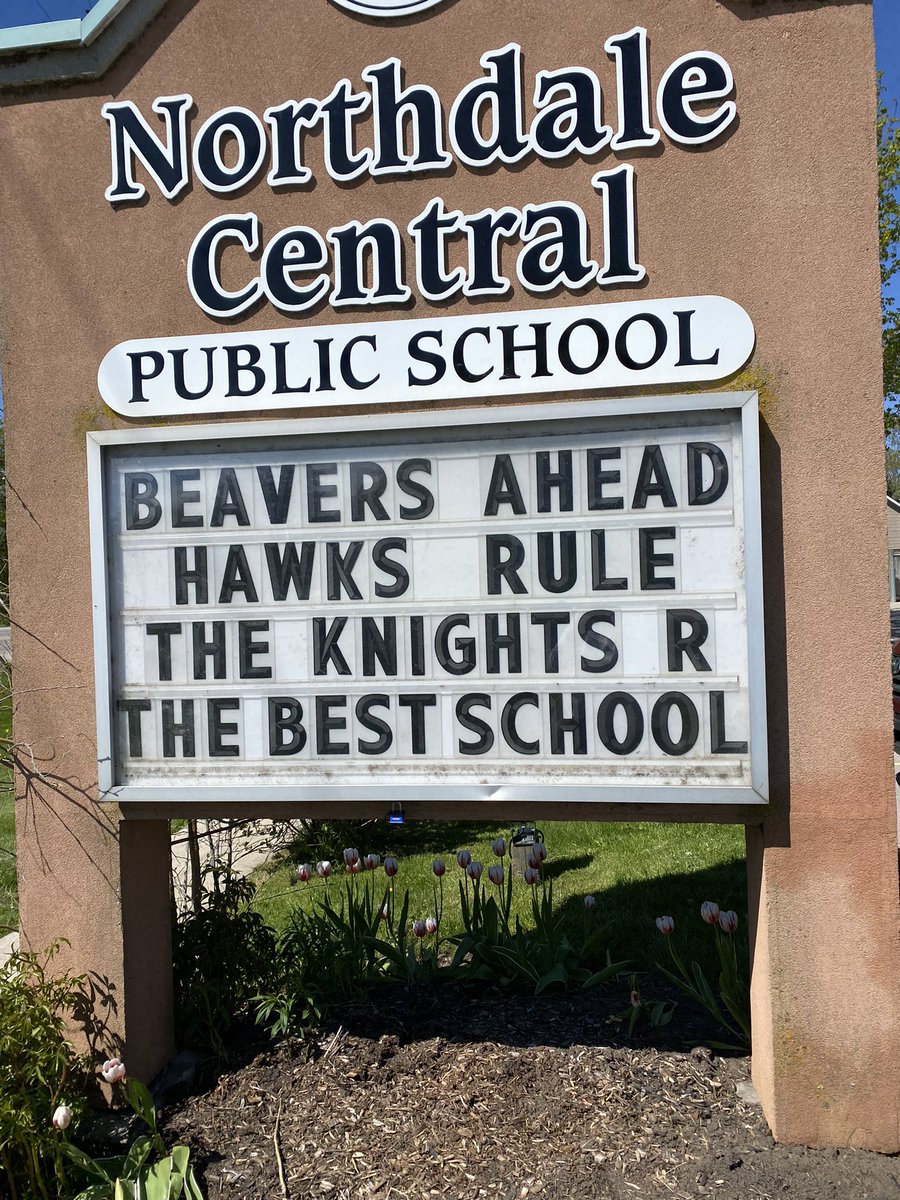 Northdale
Central
PUBLIC SCHOOL
BEAVERS AHEAD
HAWKS RULE
THE KNIGHTS R
THE BEST SCHOOL